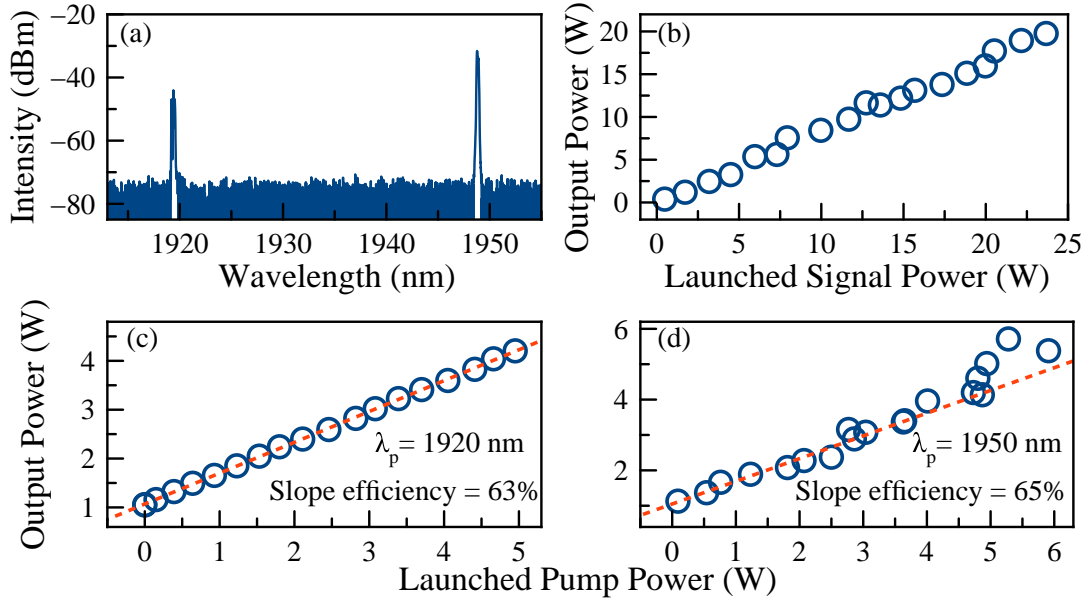 (a)
−20
−40
−60
−80
Intensity (dBm)
1920 1930 1940 1950
Wavelength (nm)
(b)
20
15
10
5
0
Output Power (W)
0 5 10 15 20 25
Launched Signal Power (W)
(c)
4
3
2
1
Output Power (W)
λp= 1920 nm
Slope efficiency = 63%
0 1 2 3 4 5
(d)
6
4
2
λp= 1950 nm
Slope efficiency = 65%
0 1 2 3 4 5 6
Launched Pump Power (W)